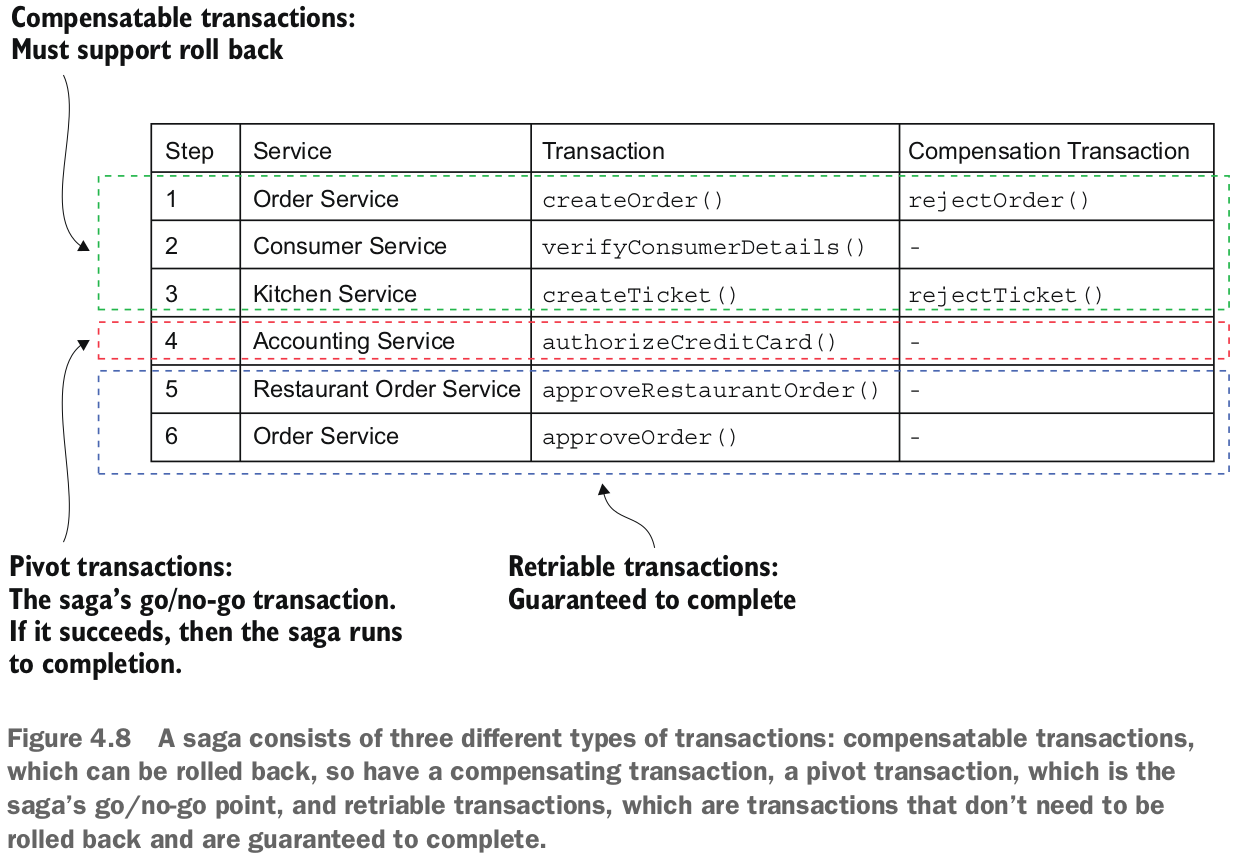 Compensatable transactions:
Must support roll back
Step Service Transaction Compensation Transaction
1 Order Service createOrder() rejectOrder()
2 Consumer Service verifyConsumerDetails() -
3 Kitchen Service createTicket() rejectTicket()
4 Accounting Service authorizeCreditCard() -
5 Restaurant Order Service approveRestaurantOrder() -
6 Order Service approveOrder() -
Pivot transactions:
The saga’s go/no-go transaction.
If it succeeds, then the saga runs
to completion.
Retriable transactions:
Guaranteed to complete
Figure 4.8 A saga consists of three different types of transactions: compensatable transactions,
which can be rolled back, so have a compensating transaction, a pivot transaction, which is the
saga’s go/no-go point, and retriable transactions, which are transactions that don’t need to be
rolled back and are guaranteed to complete.